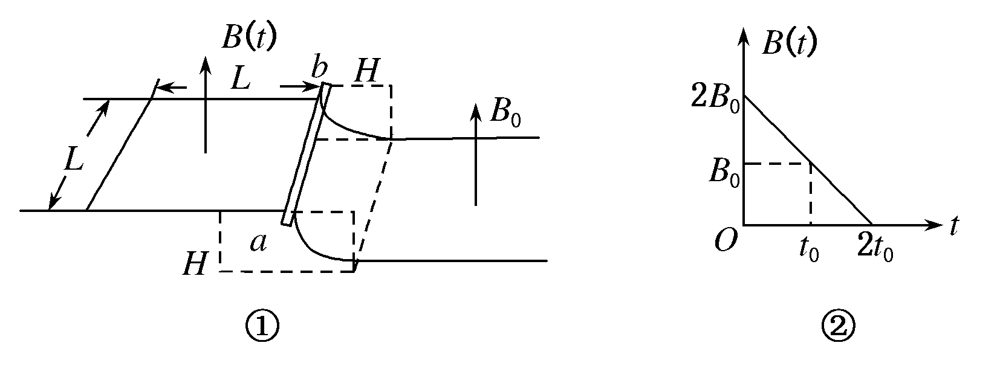 B(t)
L
b
H
B₀
L
a
H
①
B(t)
2B₀
B₀
O
t₀
2t₀
t
②